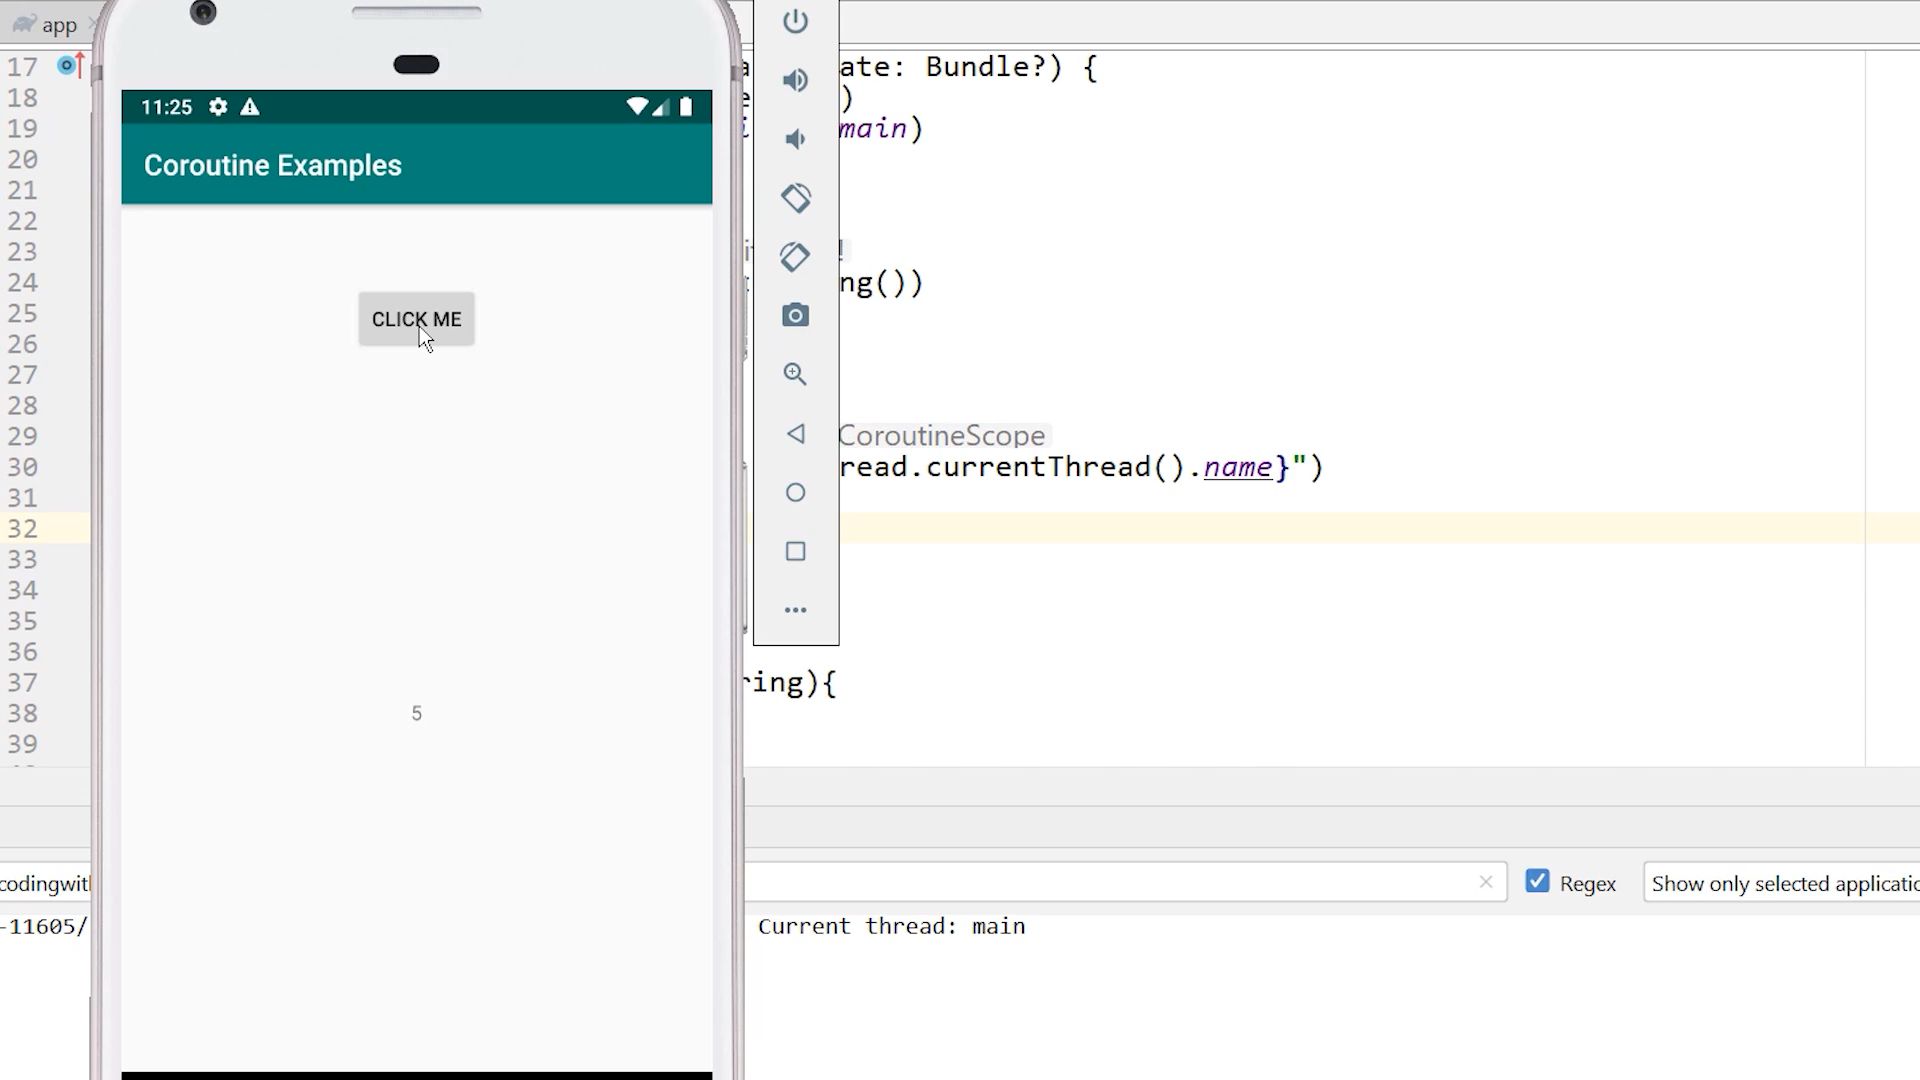 app
17
ate: Bundle?) {
18
)
19
main)
20
21
22
23
24
ng())
25
26
27
28
29
CoroutineScope
30
read.currentThread().name}")
31
32
33
34
35
36
37
ring){
38
39
11:25
Coroutine Examples
CLICK ME
5
codingwith
Regex
Show only selected applicatio
-11605/
Current thread: main